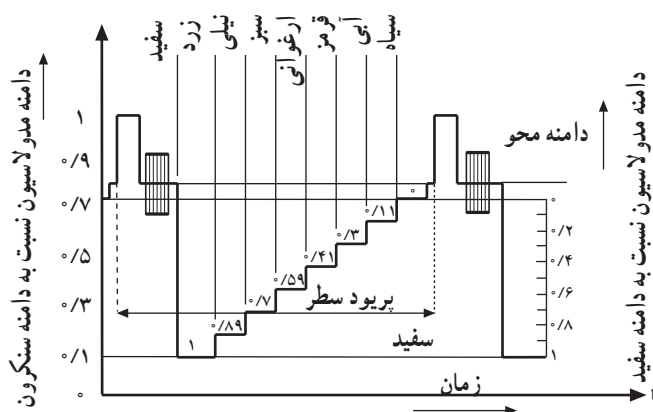 سفید
زرد
نیلی
سبز
ارغوانی
قرمز
آبی
سیاه
دامنه مدولاسیون نسبت به دامنه سنکرون
۱
۰/۹
۰/۷
۰/۵
۰/۳
۰/۱
۰
دامنه محو
۰
۰/۱۱
۰/۳
۰/۴۱
۰/۵۹
۰/۷
۰/۸۹
۱
پریود سطر
سفید
زمان
۰
۰/۲
۰/۴
۰/۶
۰/۸
۱
دامنه مدولاسیون نسبت به دامنه سفید